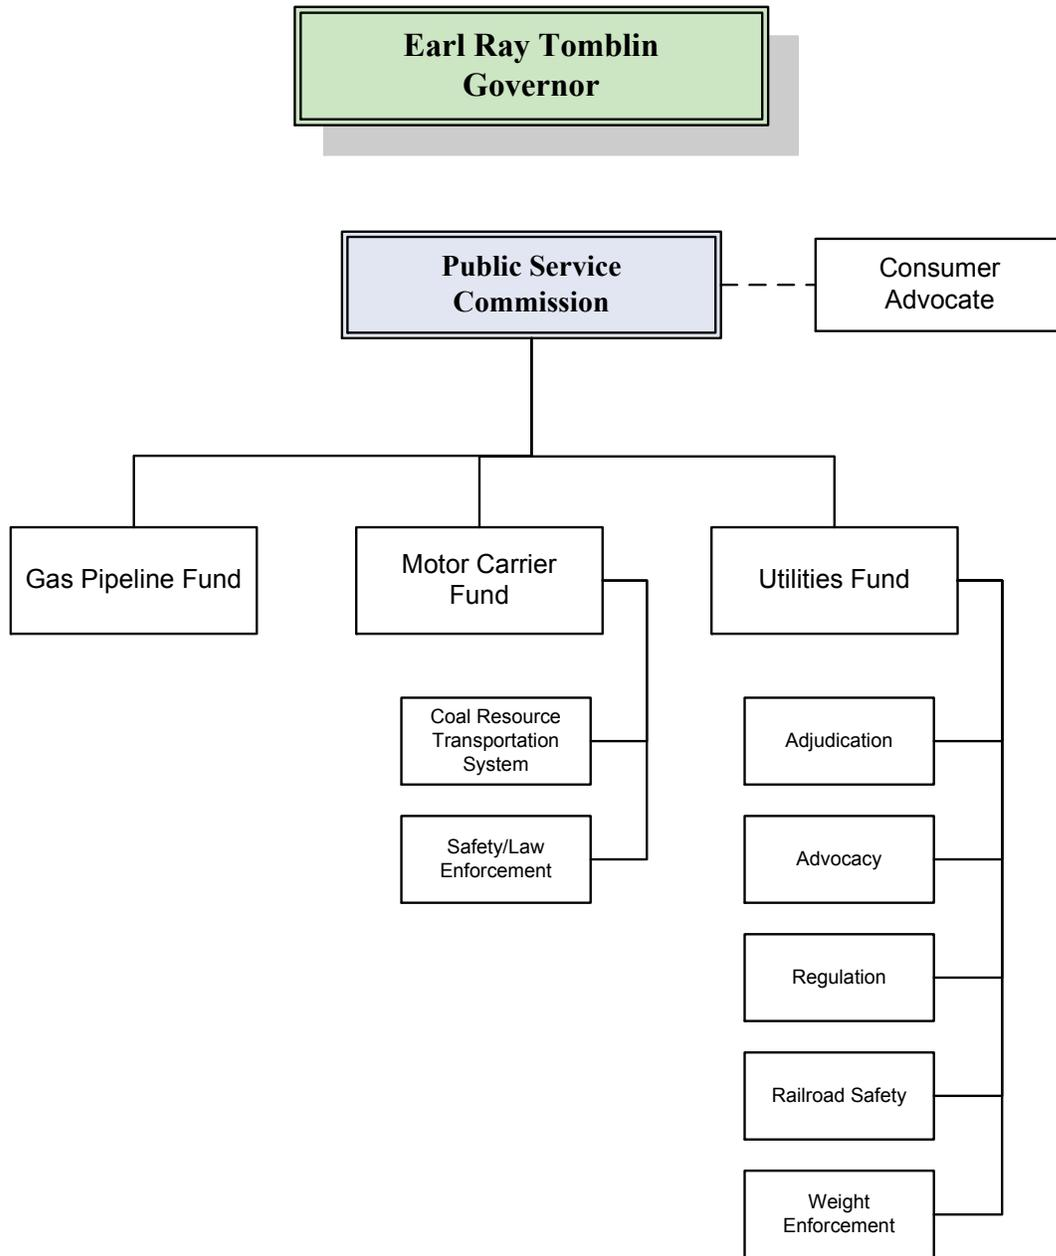 Earl Ray Tomblin
Governor
Public Service
Commission
Consumer
Advocate
Gas Pipeline Fund
Motor Carrier
Fund
Utilities Fund
Coal Resource
Transportation
System
Safety/Law
Enforcement
Adjudication
Advocacy
Regulation
Railroad Safety
Weight
Enforcement